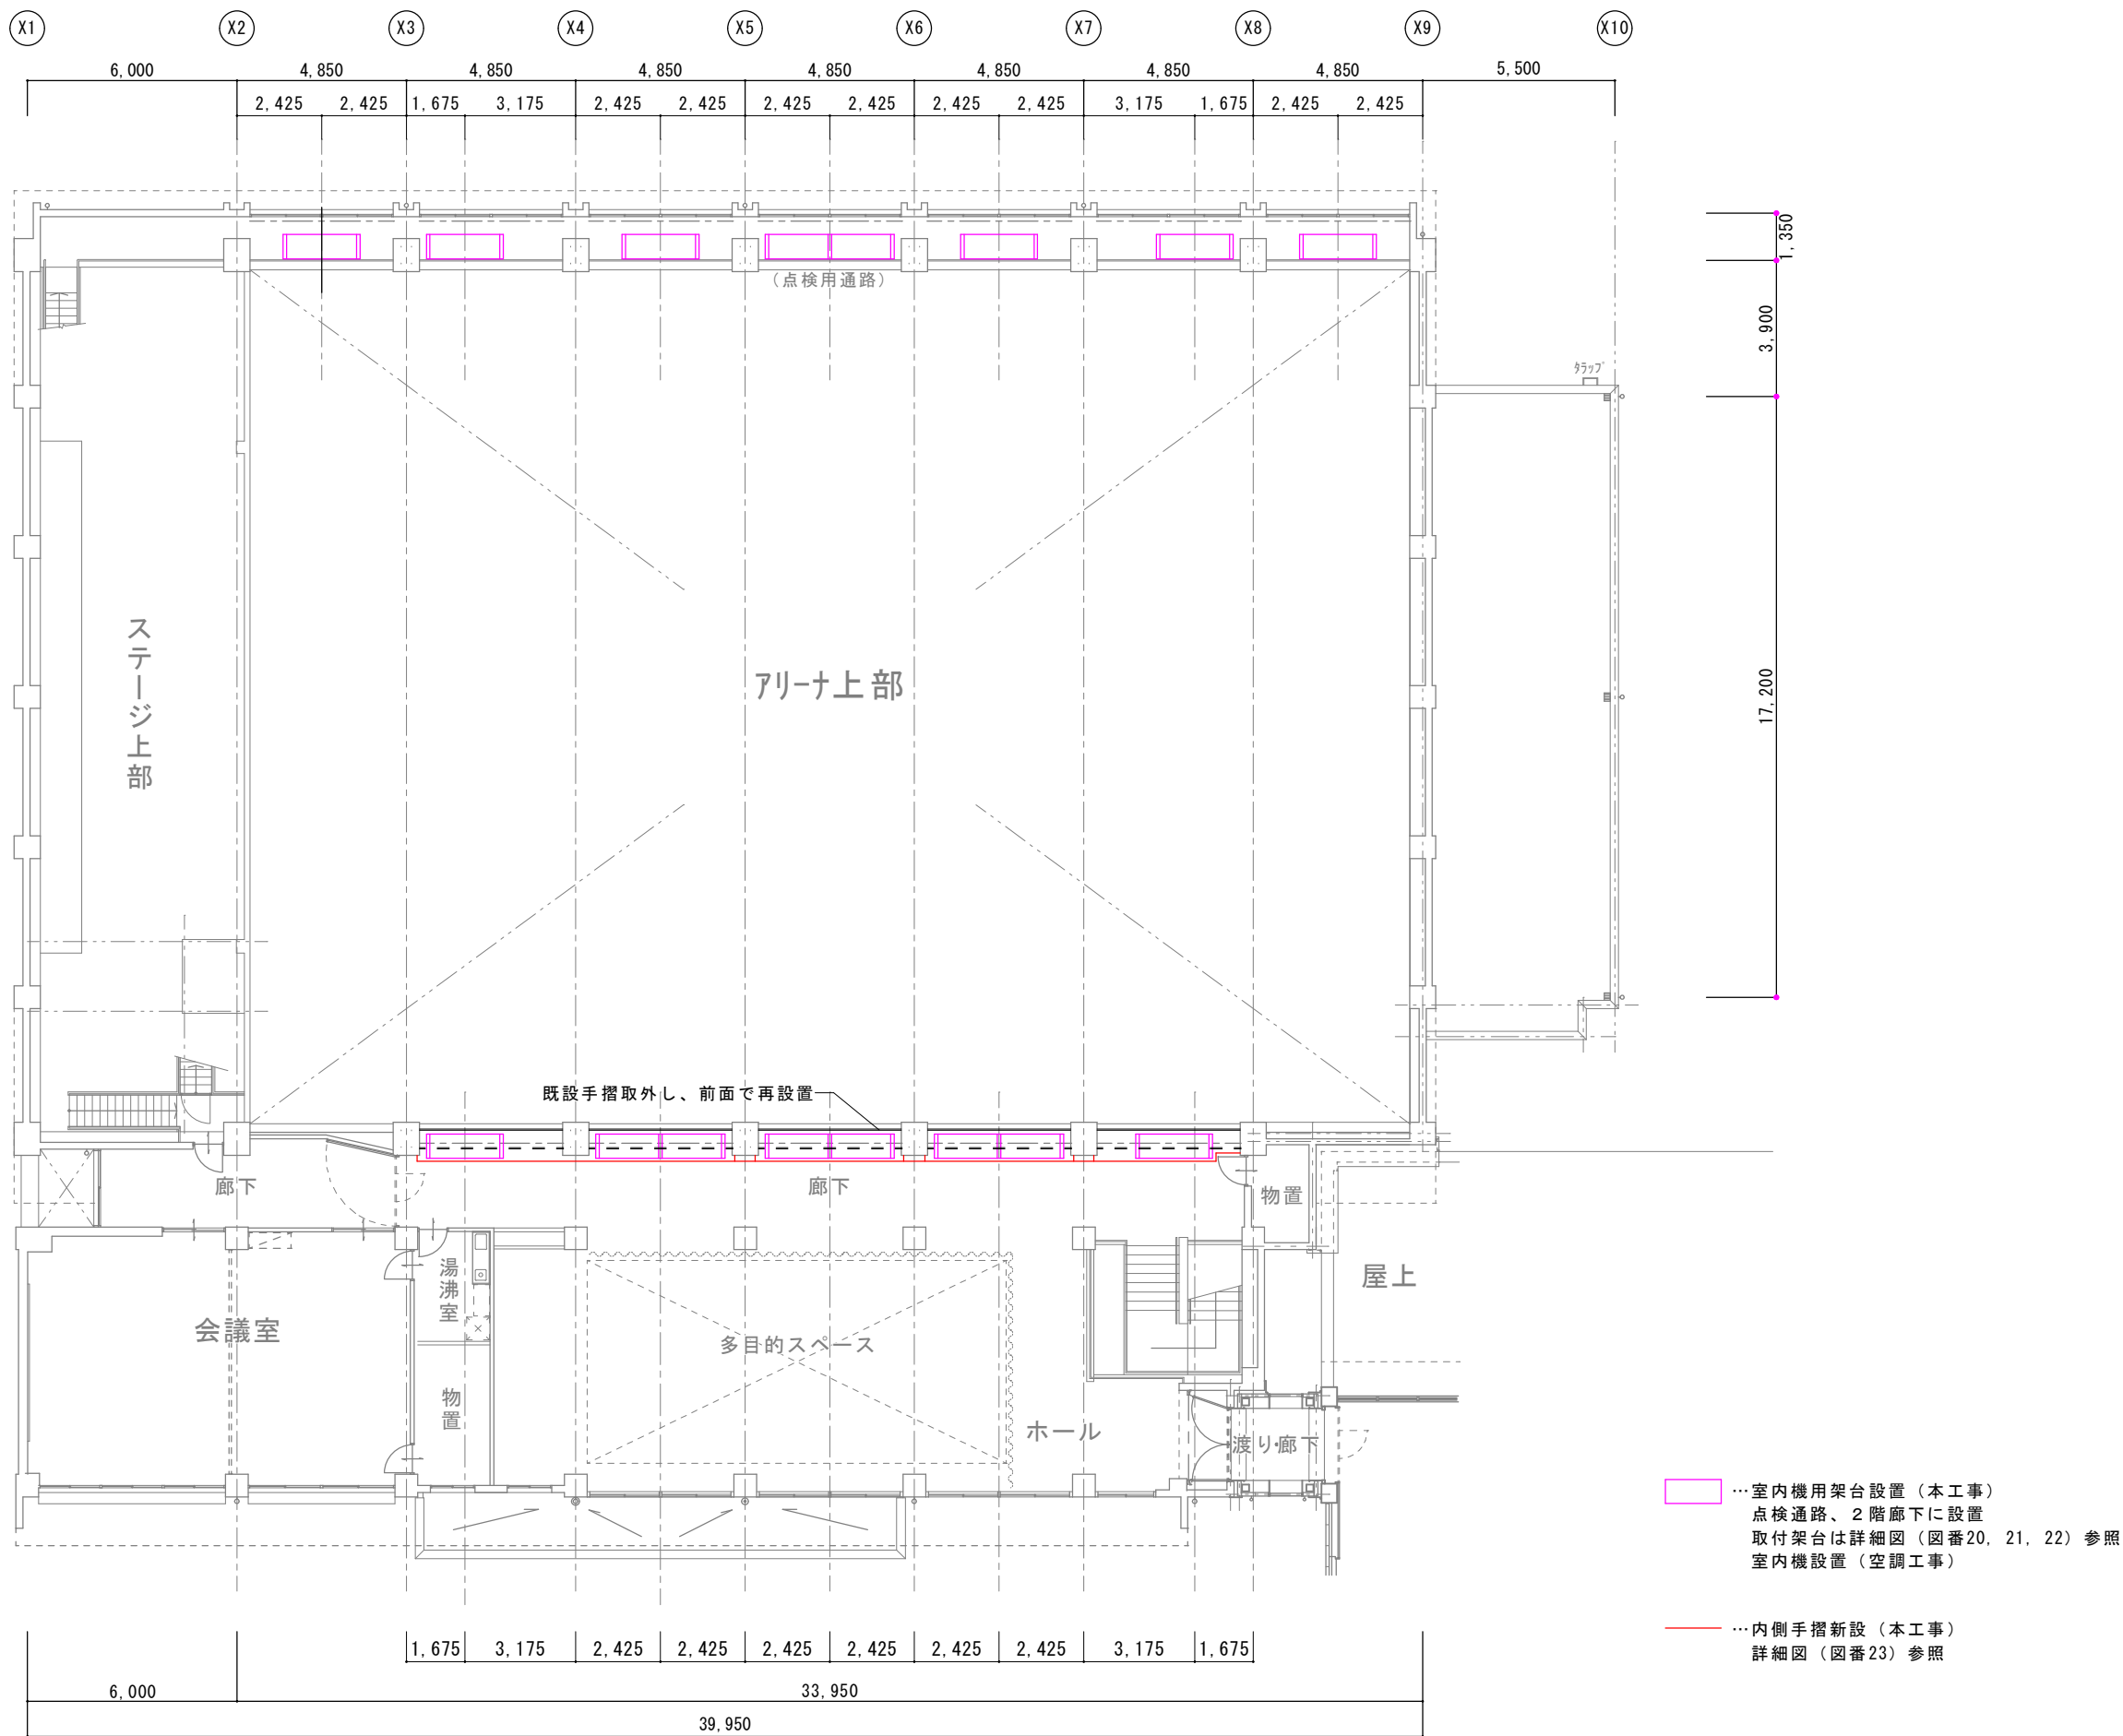 X1 X2 X3 X4 X5 X6 X7 X8 X9 X10
6,000 4,850 4,850 4,850 4,850 4,850 4,850 4,850 5,500
2,425 2,425 1,675 3,175 2,425 2,425 2,425 2,425 2,425 2,425 3,175 1,675 2,425 2,425
1,350
(点検用通路)
3,900
タラップ
ステージ上部
アリーナ上部
17,200
既設手摺取外し、前面で再設置
廊下
廊下
物置
湯沸室
屋上
会議室
多目的スペース
物置
ホール
渡り廊下
…室内機用架台設置(本工事)
点検通路、2階廊下に設置
取付架台は詳細図(図番20, 21, 22)参照
室内機設置(空調工事)
…内側手摺新設(本工事)
詳細図(図番23)参照
1,675 3,175 2,425 2,425 2,425 2,425 2,425 2,425 3,175 1,675
6,000 33,950
39,950